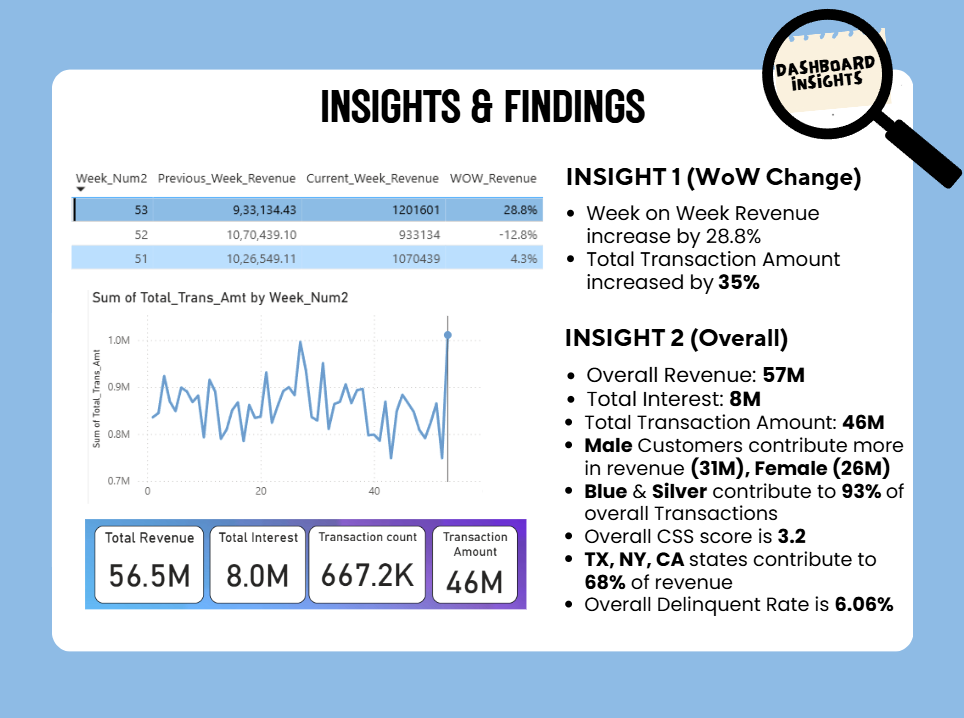 DASHBOARD
INSIGHTS
INSIGHTS & FINDINGS
Week_Num2 Previous_Week_Revenue Current_Week_Revenue WOW_Revenue
53 9,33,134.43 1201601 28.8%
52 10,70,439.10 933134 -12.8%
51 10,26,549.11 1070439 4.3%
Sum of Total_Trans_Amt by Week_Num2
Sum of Total_Trans_Amt
1.0M
0.9M
0.8M
0.7M
0 20 40
Total Revenue
56.5M
Total Interest
8.0M
Transaction count
667.2K
Transaction
Amount
46M
INSIGHT 1 (WoW Change)
• Week on Week Revenue
increase by 28.8%
• Total Transaction Amount
increased by 35%
INSIGHT 2 (Overall)
• Overall Revenue: 57M
• Total Interest: 8M
• Total Transaction Amount: 46M
• Male Customers contribute more
in revenue (31M), Female (26M)
• Blue & Silver contribute to 93% of
overall Transactions
• Overall CSS score is 3.2
• TX, NY, CA states contribute to
68% of revenue
• Overall Delinquent Rate is 6.06%